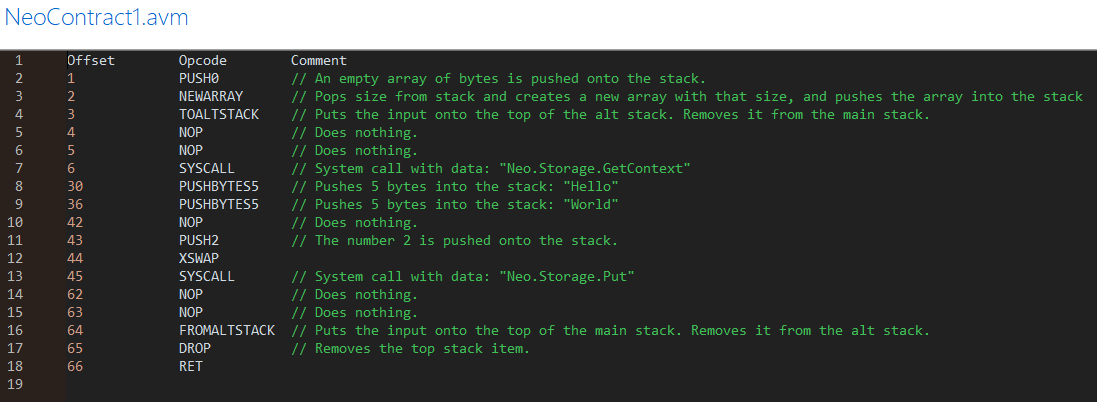 NeoContract1.avm
1 Offset Opcode Comment
2 1 PUSH0 // An empty array of bytes is pushed onto the stack.
3 2 NEWARRAY // Pops size from stack and creates a new array with that size, and pushes the array into the stack
4 3 TOALTSTACK // Puts the input onto the top of the alt stack. Removes it from the main stack.
5 4 NOP // Does nothing.
6 5 NOP // Does nothing.
7 6 SYSCALL // System call with data: "Neo.Storage.GetContext"
8 30 PUSHBYTES5 // Pushes 5 bytes into the stack: "Hello"
9 36 PUSHBYTES5 // Pushes 5 bytes into the stack: "World"
10 42 NOP // Does nothing.
11 43 PUSH2 // The number 2 is pushed onto the stack.
12 44 XSWAP
13 45 SYSCALL // System call with data: "Neo.Storage.Put"
14 62 NOP // Does nothing.
15 63 NOP // Does nothing.
16 64 FROMALTSTACK // Puts the input onto the top of the main stack. Removes it from the alt stack.
17 65 DROP // Removes the top stack item.
18 66 RET
19